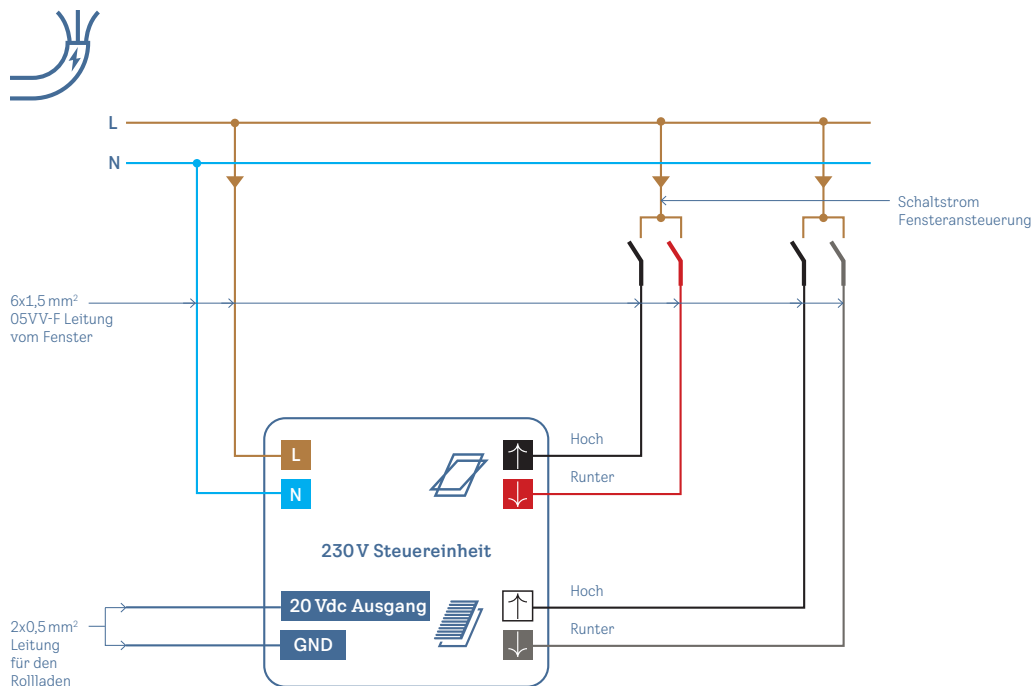 L
N
Schaltstrom
Fensteransteuerung
6x1,5 mm²
05VV-F Leitung
vom Fenster
L
Hoch
N
Runter
230 V Steuereinheit
20 Vdc Ausgang
Hoch
GND
Runter
2x0,5 mm²
Leitung
für den
Rollladen